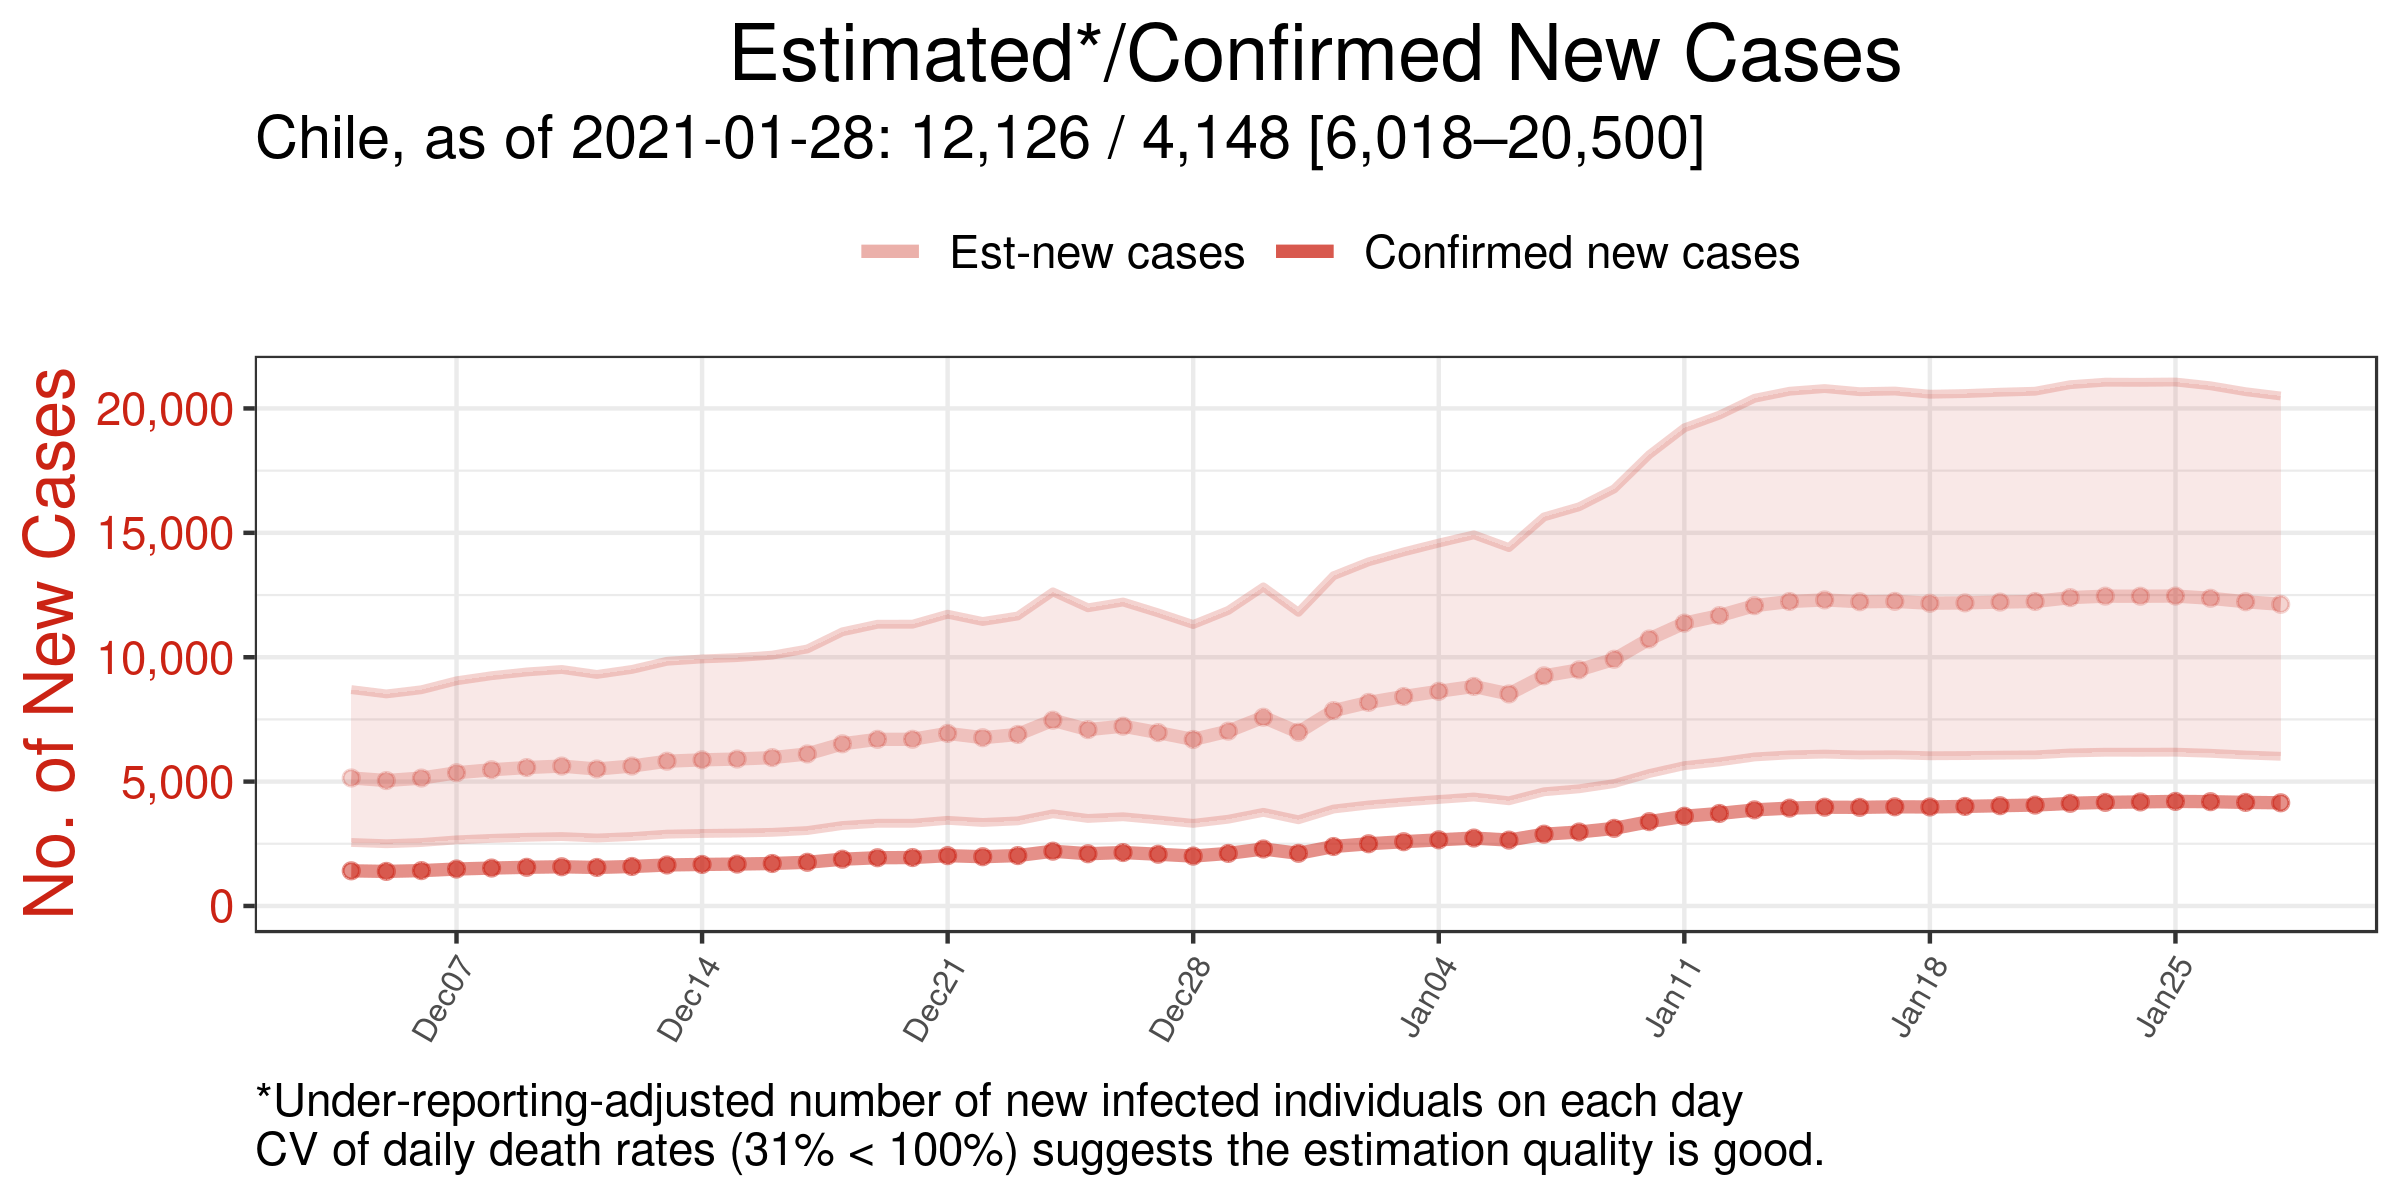 Estimated*/Confirmed New Cases
Chile, as of 2021-01-28: 12,126 / 4,148 [6,018–20,500]
Est-new cases Confirmed new cases
No. of New Cases
20,000
15,000
10,000
5,000
0
Dec07 Dec14 Dec21 Dec28 Jan04 Jan11 Jan18 Jan25
*Under-reporting-adjusted number of new infected individuals on each day
CV of daily death rates (31% < 100%) suggests the estimation quality is good.